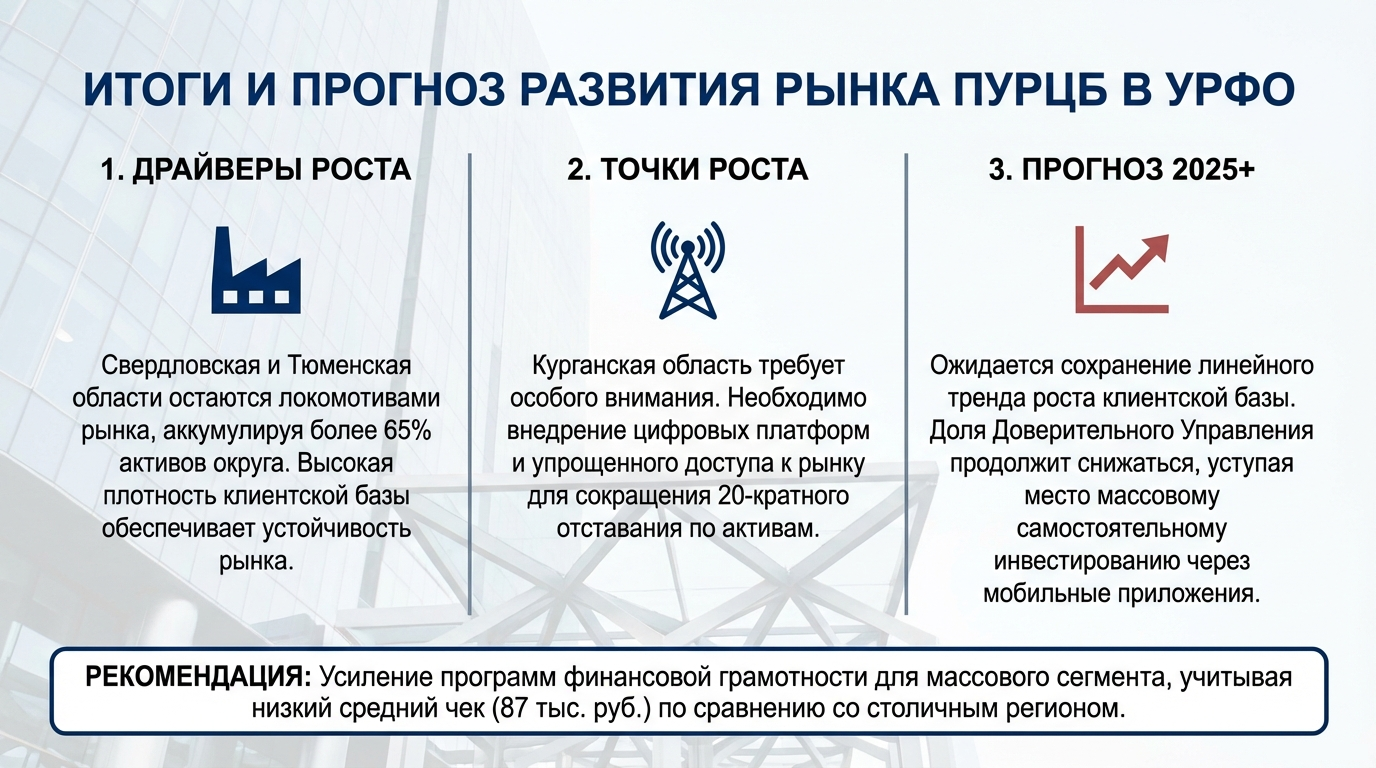 ИТОГИ И ПРОГНОЗ РАЗВИТИЯ РЫНКА ПУРЦБ В УРФО
1. ДРАЙВЕРЫ РОСТА
Свердловская и Тюменская
области остаются локомотивами
рынка, аккумулируя более 65%
активов округа. Высокая
плотность клиентской базы
обеспечивает устойчивость
рынка.
2. ТОЧКИ РОСТА
Курганская область требует
особого внимания. Необходимо
внедрение цифровых платформ
и упрощенного доступа к рынку
для сокращения 20-кратного
отставания по активам.
3. ПРОГНОЗ 2025+
Ожидается сохранение линейного
тренда роста клиентской базы.
Доля Доверительного Управления
продолжит снижаться, уступая
место массовому
самостоятельному
инвестированию через
мобильные приложения.
РЕКОМЕНДАЦИЯ: Усиление программ финансовой грамотности для массового сегмента, учитывая
низкий средний чек (87 тыс. руб.) по сравнению со столичным регионом.